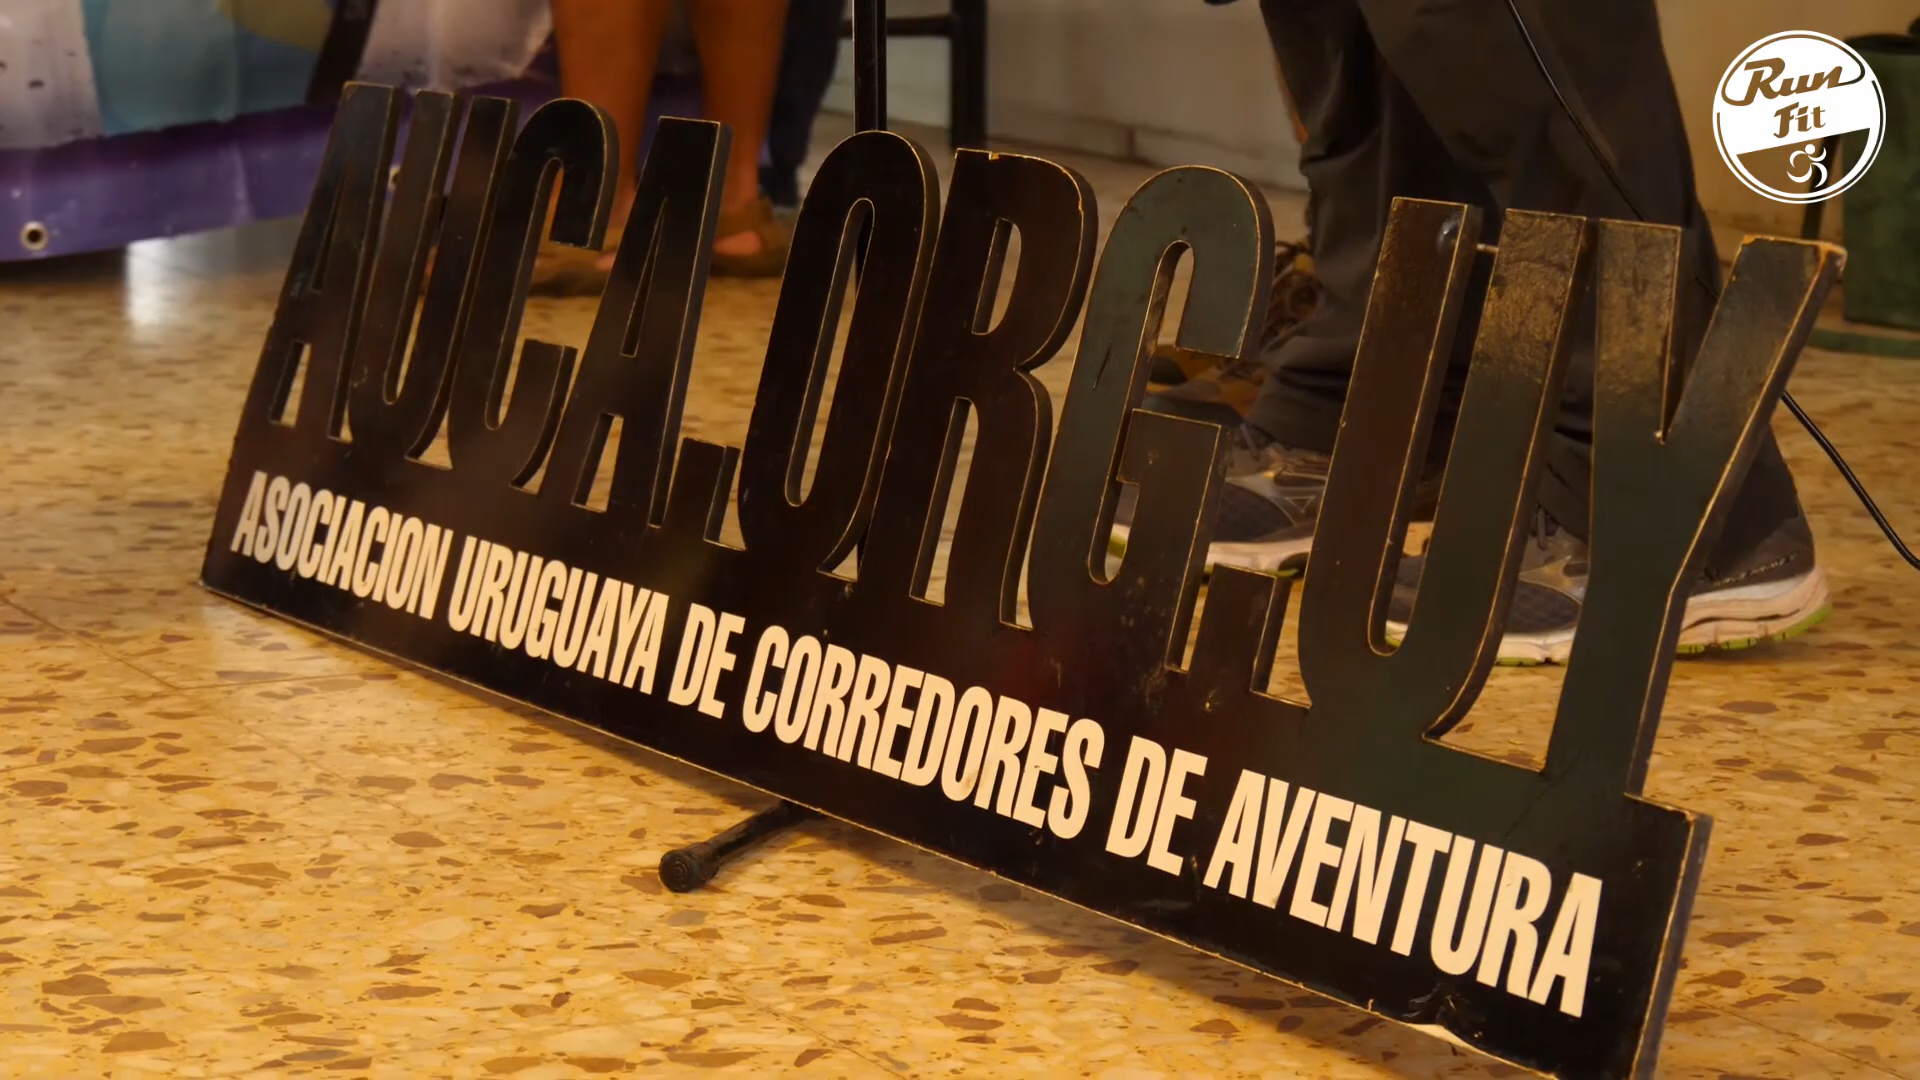 Run
Fit
AUCA.ORG.UY
ASOCIACION URUGUAYA DE CORREDORES DE AVENTURA